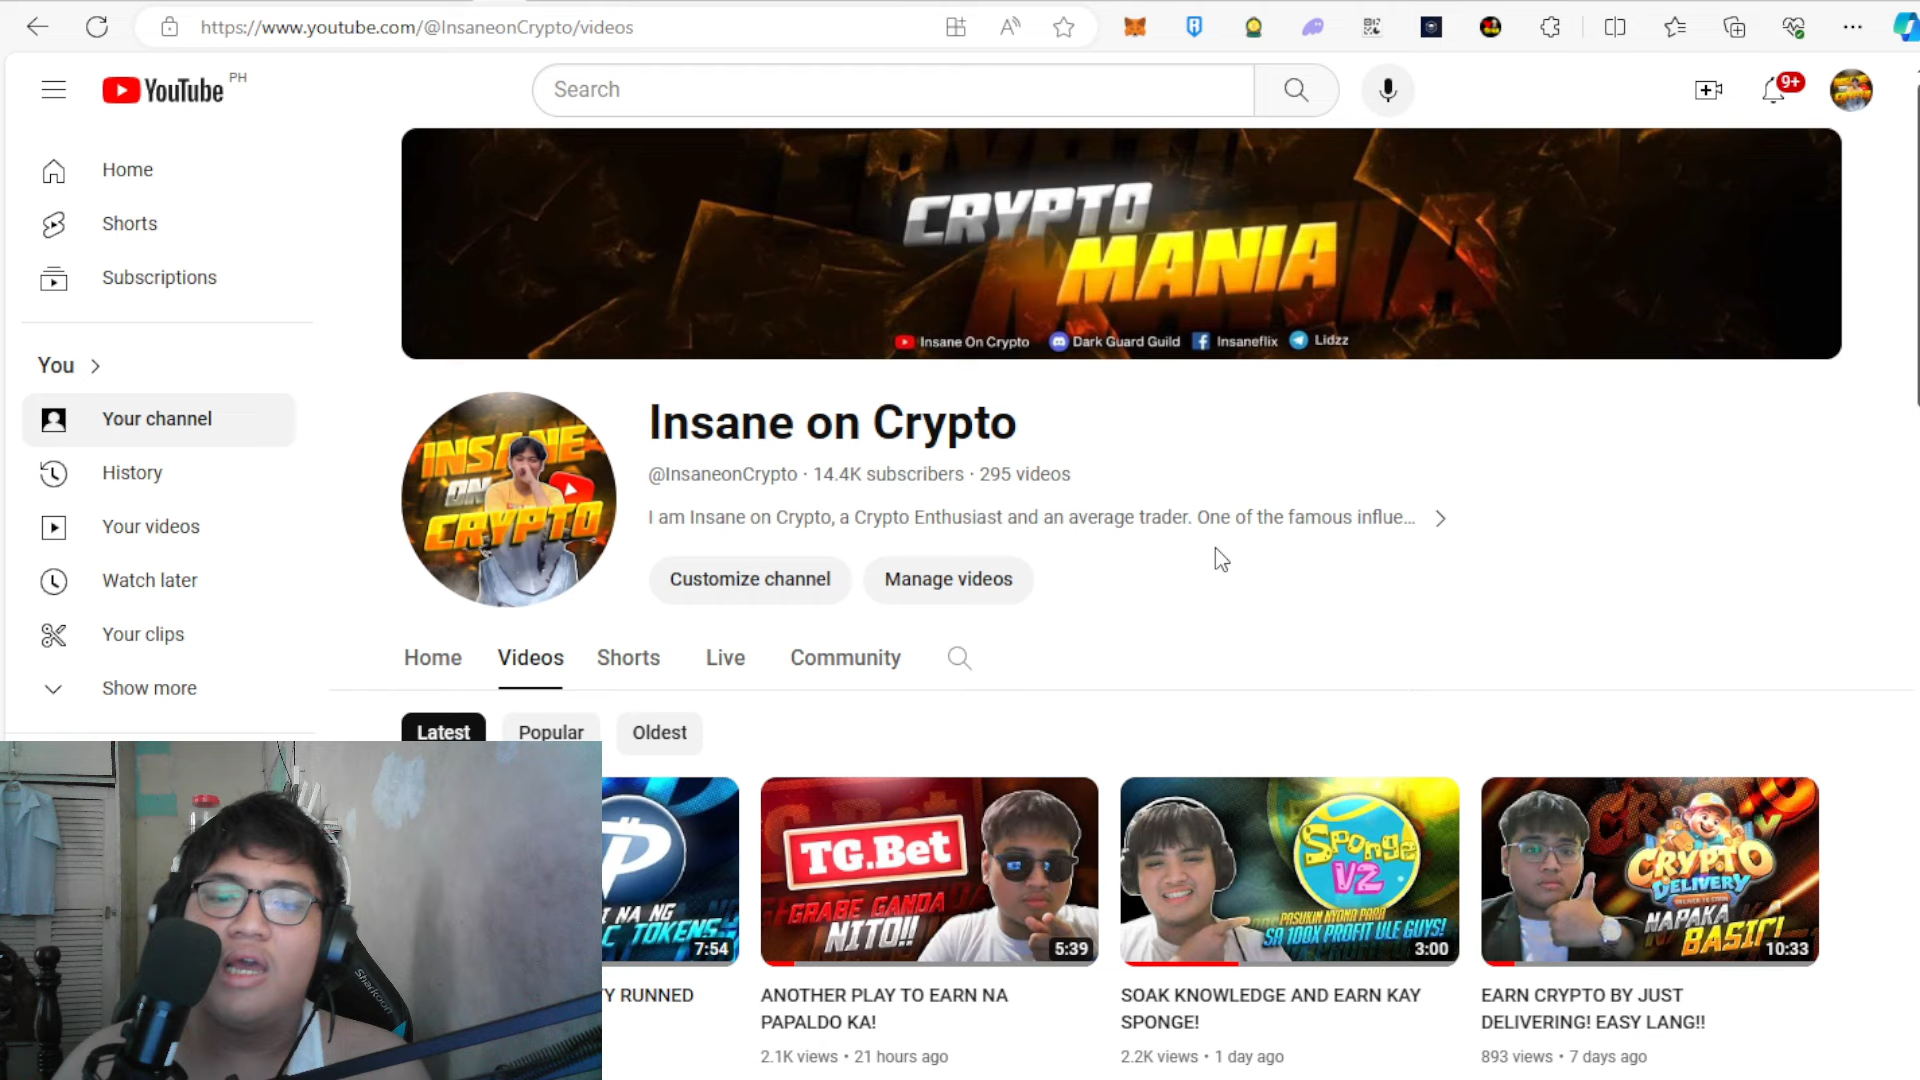 https://www.youtube.com/@InsaneonCrypto/videos
YouTube PH
Search
9+
Home
Shorts
Subscriptions
You
Your channel
History
Your videos
Watch later
Your clips
Show more
CRYPTO
MANIA
Insane On Crypto Dark Guard Guild Insaneflix Lidzz
INSANE
ON
CRYPTO
Insane on Crypto
@InsaneonCrypto · 14.4K subscribers · 295 videos
I am Insane on Crypto, a Crypto Enthusiast and an average trader. One of the famous influe...
Customize channel Manage videos
Home Videos Shorts Live Community
Latest Popular Oldest
NA NG
C TOKENS
7:54
TG.Bet
GRABE GANDA
NITO!!
5:39
Sponge
V2
PASUKIN NYONG PARA
SA 100X PROFIT ULE GUYS!
3:00
CRYPTO
DELIVERY
NAPAKA
BASIC!
10:33
Sharkoon
Y RUNNED
ANOTHER PLAY TO EARN NA
PAPALDO KA!
2.1K views • 21 hours ago
SOAK KNOWLEDGE AND EARN KAY
SPONGE!
2.2K views • 1 day ago
EARN CRYPTO BY JUST
DELIVERING! EASY LANG!!
893 views • 7 days ago